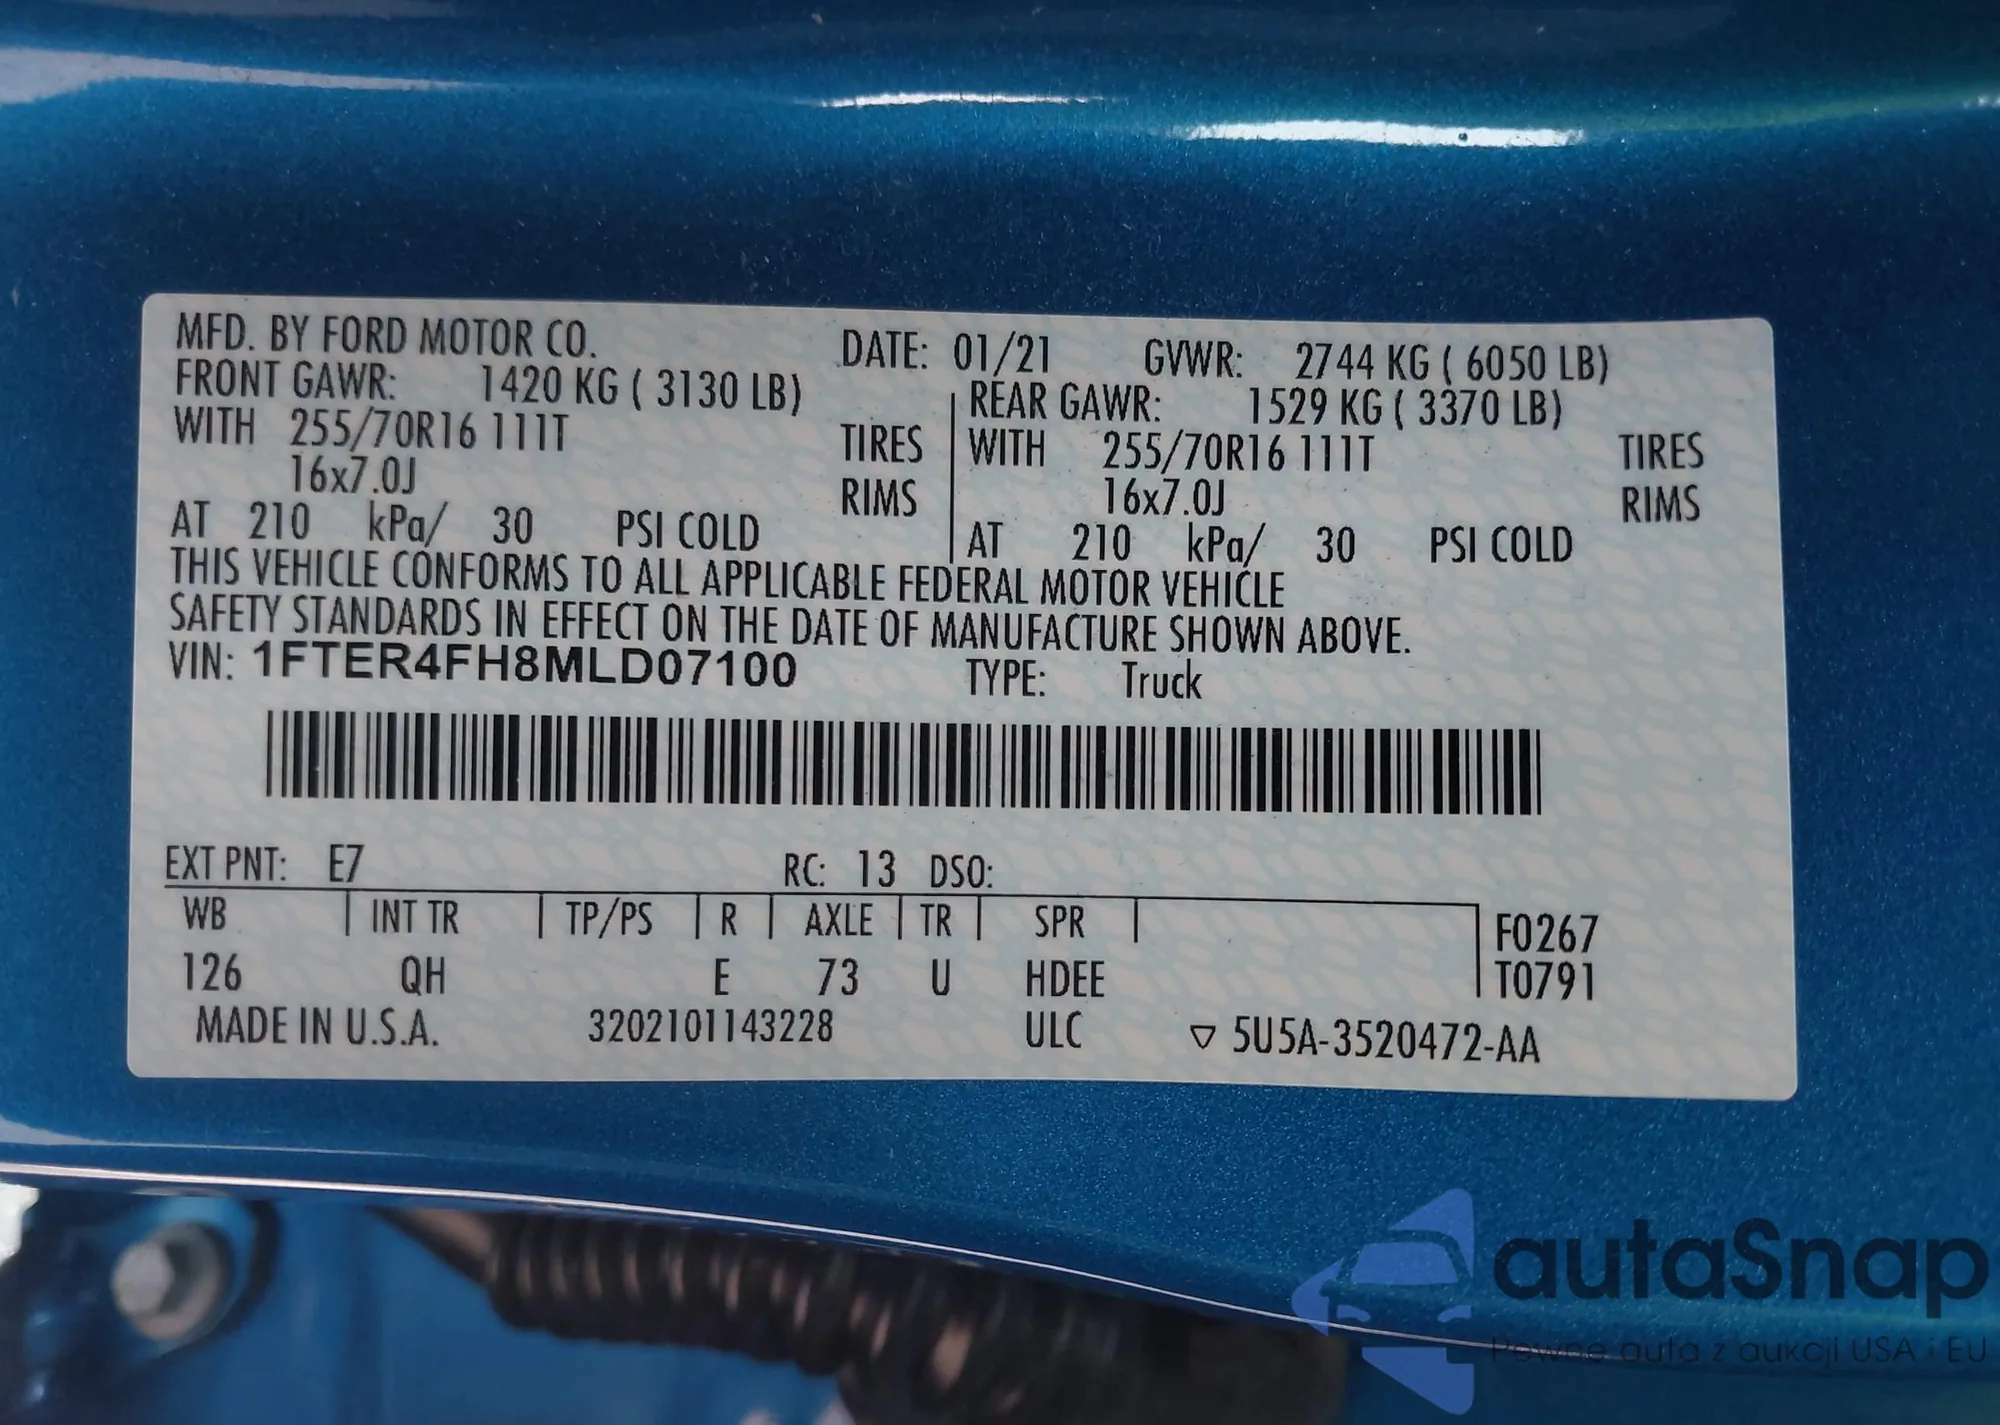 MFD. BY FORD MOTOR CO. DATE: 01/21 GVWR: 2744 KG ( 6050 LB)
FRONT GAWR: 1420 KG ( 3130 LB) REAR GAWR: 1529 KG ( 3370 LB)
WITH 255/70R16 111T TIRES WITH 255/70R16 111T TIRES
16x7.0J RIMS 16x7.0J RIMS
AT 210 kPa/ 30 PSI COLD AT 210 kPa/ 30 PSI COLD
THIS VEHICLE CONFORMS TO ALL APPLICABLE FEDERAL MOTOR VEHICLE
SAFETY STANDARDS IN EFFECT ON THE DATE OF MANUFACTURE SHOWN ABOVE.
VIN: 1FTER4FH8MLD07100 TYPE: Truck
EXT PNT: E7 RC: 13 DSO:
WB INT TR TP/PS R AXLE TR SPR F0267
126 QH E 73 U HDEE T0791
MADE IN U.S.A. 3202101143228 ULC ▽ 5U5A-3520472-AA
autaSnap
Pewne auta z aukcji USA i EU